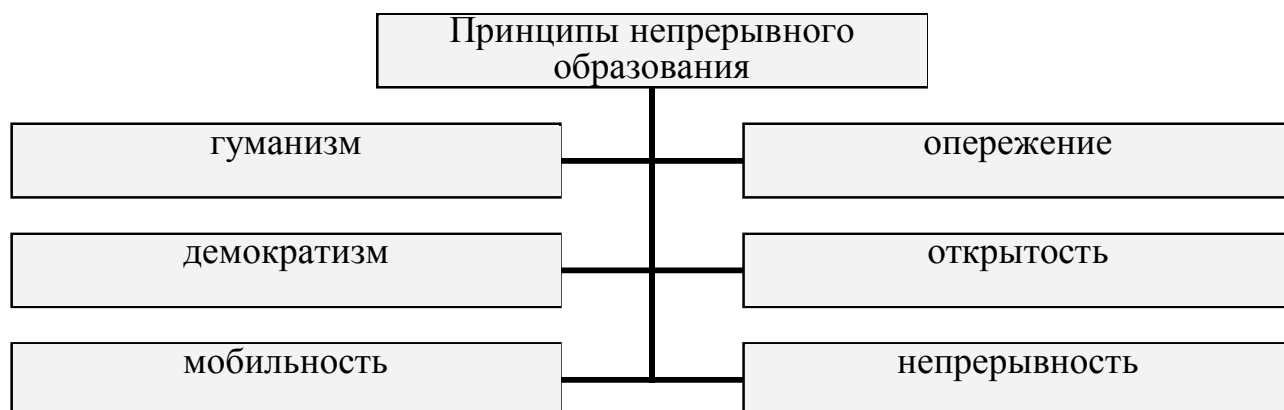 Принципы непрерывного
образования
гуманизм
опережение
демократизм
открытость
мобильность
непрерывность